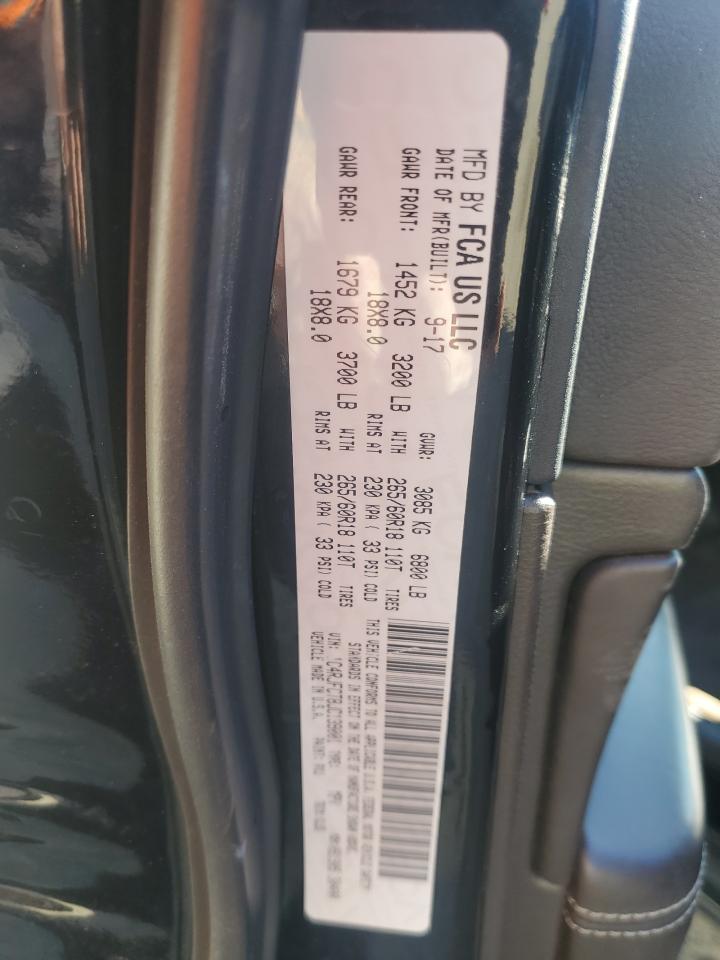 MFD BY FCA US LLC
DATE OF MFR(BUILT): 9-17 GVWR: 3085 KG 6800 LB
GAWR FRONT: 1452 KG 3200 LB WITH 265/60R18 110T TIRES
18X8.0 RIMS AT 230 KPA ( 33 PSI) COLD
GAWR REAR: 1679 KG 3700 LB WITH 265/60R18 110T TIRES
18X8.0 RIMS AT 230 KPA ( 33 PSI) COLD
THIS VEHICLE CONFORMS TO ALL APPLICABLE U.S.A. FEDERAL MOTOR VEHICLE SAFETY
STANDARDS IN EFFECT ON THE DATE OF MANUFACTURE SHOWN ABOVE.
VIN: TYPE: MPV
VEHICLE MADE IN U.S.A. PAINT: